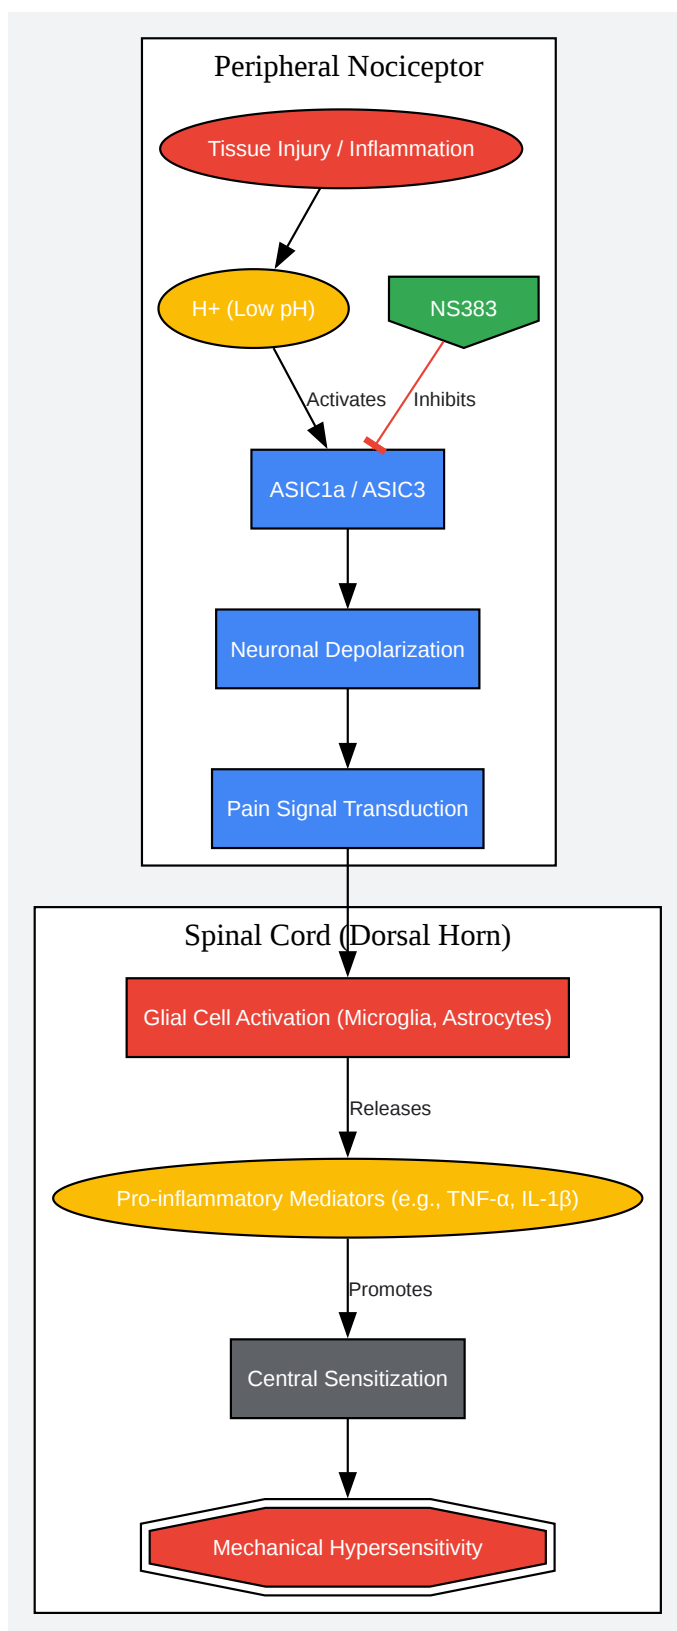 Peripheral Nociceptor
Tissue Injury / Inflammation
H+ (Low pH)
NS383
Activates
Inhibits
ASIC1a / ASIC3
Neuronal Depolarization
Pain Signal Transduction
Spinal Cord (Dorsal Horn)
Glial Cell Activation (Microglia, Astrocytes)
Releases
Pro-inflammatory Mediators (e.g., TNF-α, IL-1β)
Promotes
Central Sensitization
Mechanical Hypersensitivity